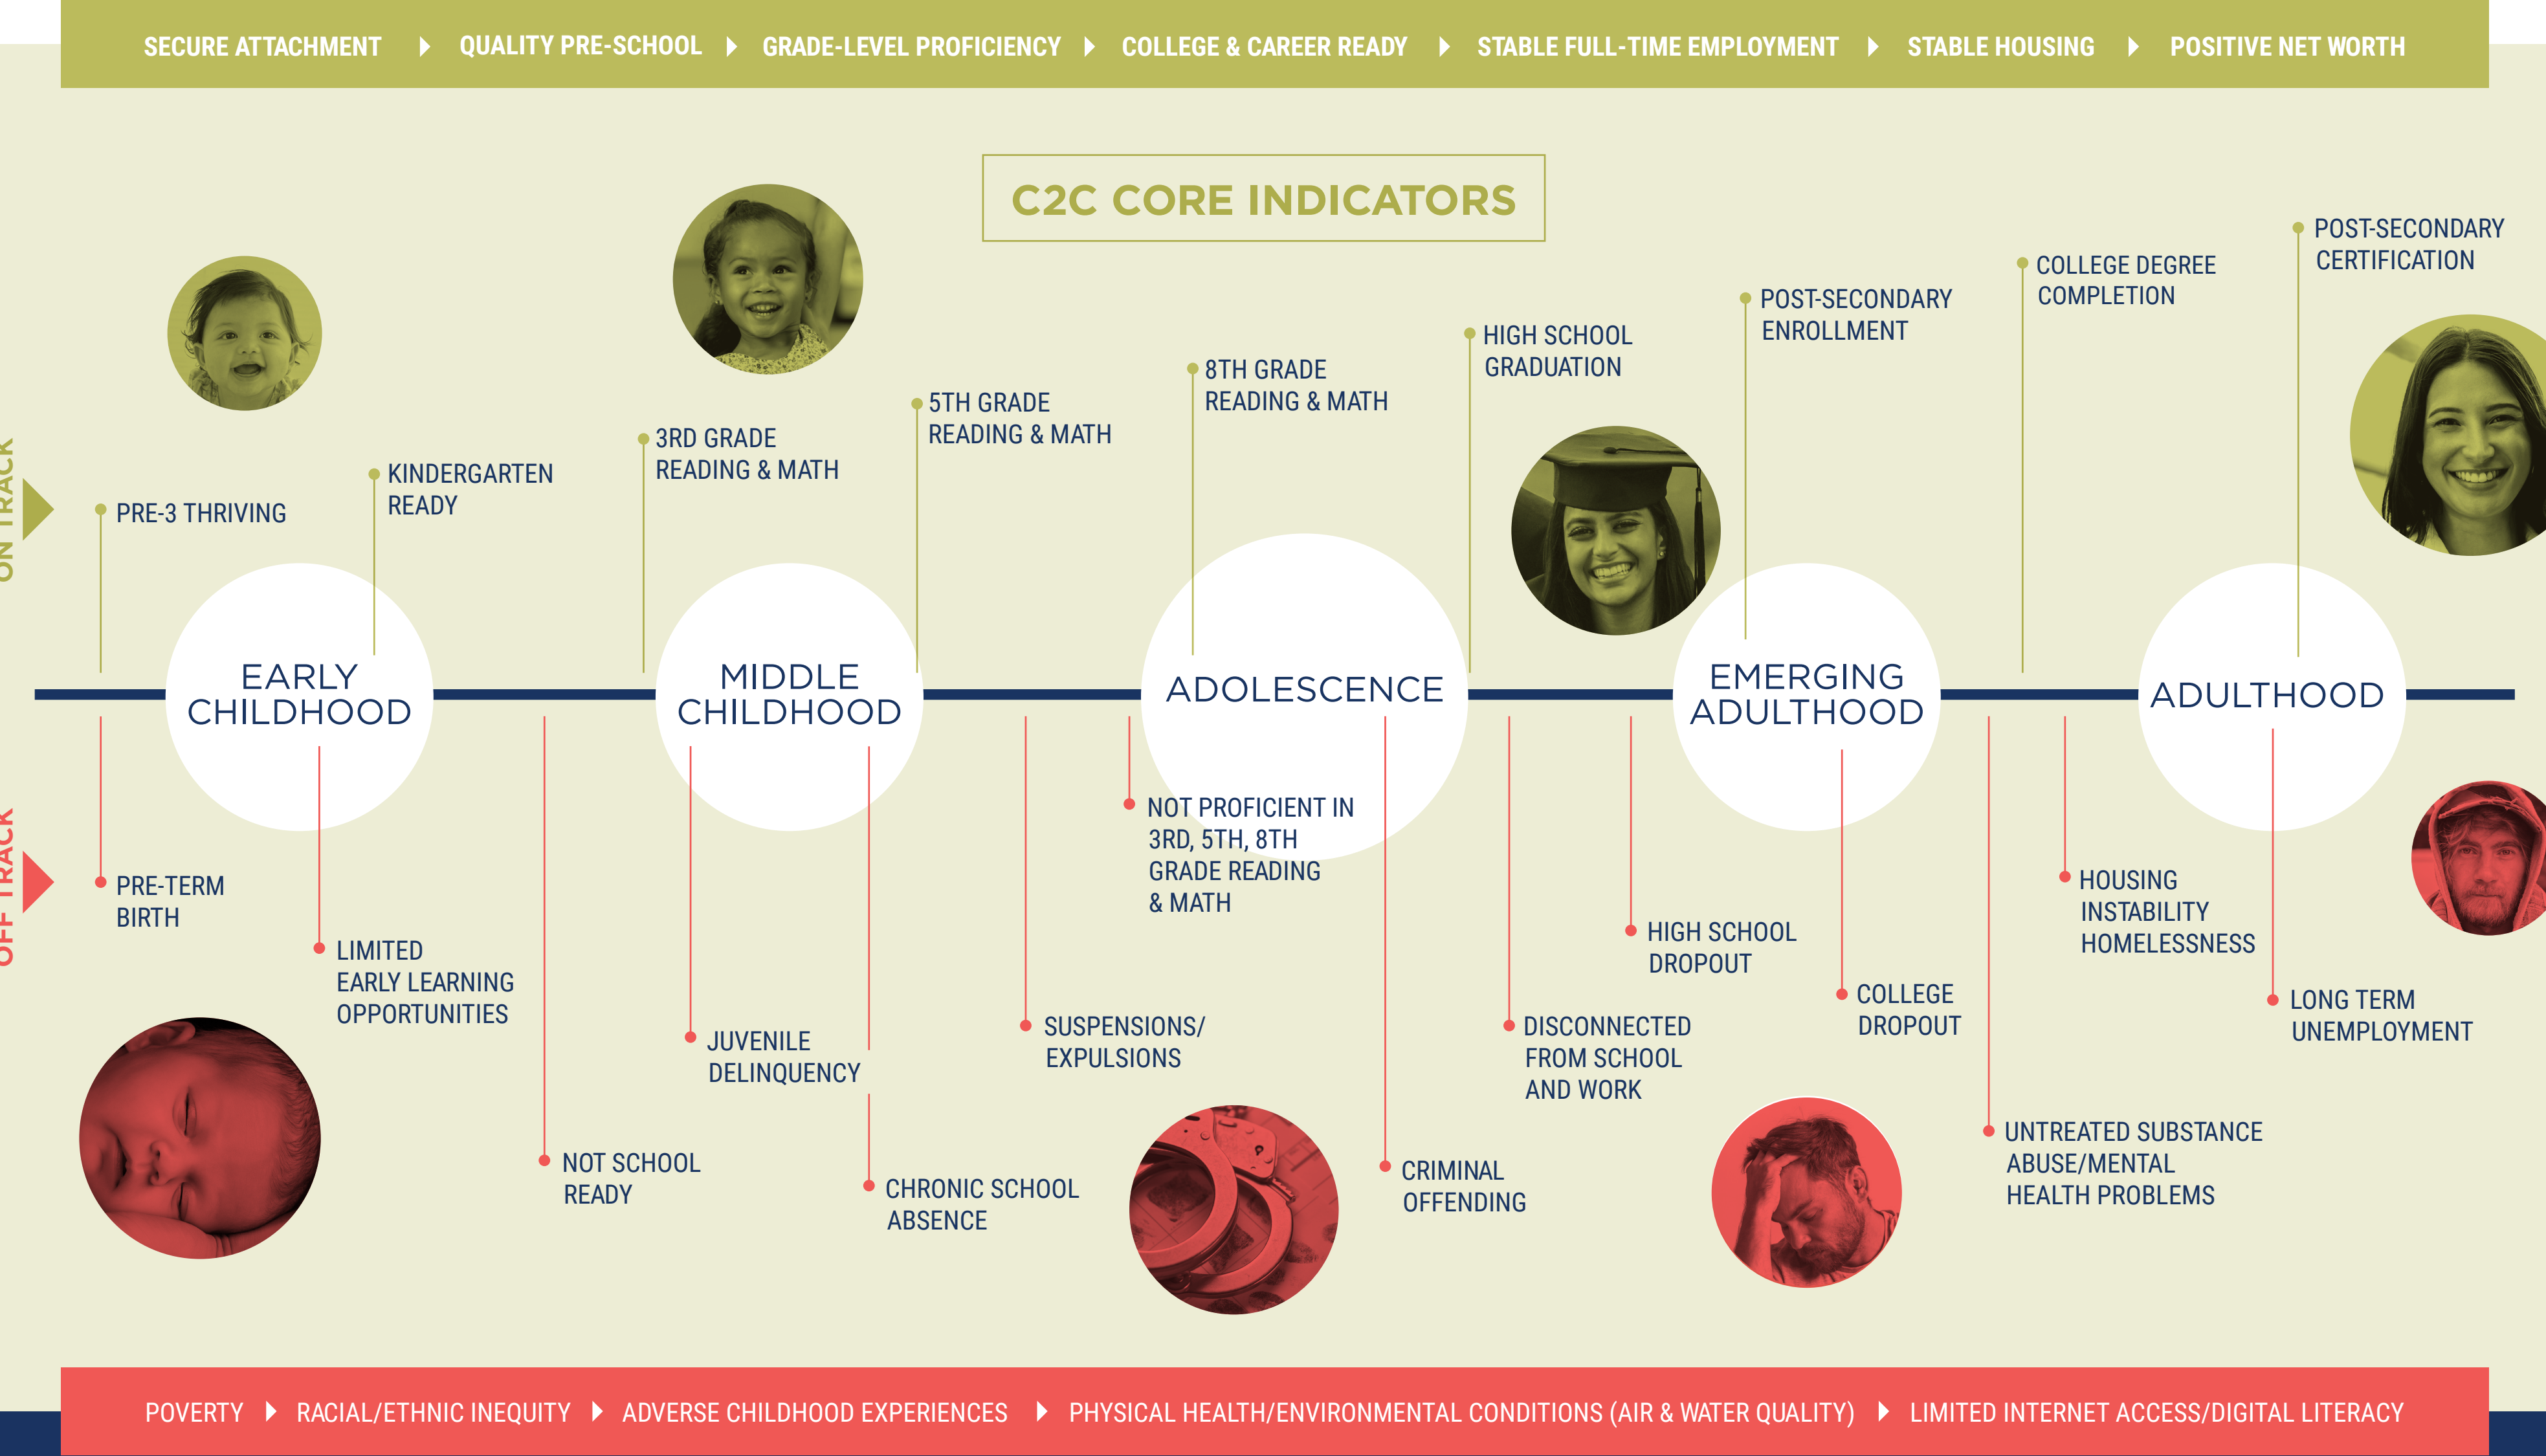 SECURE ATTACHMENT
QUALITY PRE-SCHOOL
GRADE-LEVEL PROFICIENCY
COLLEGE & CAREER READY
STABLE FULL-TIME EMPLOYMENT
STABLE HOUSING
POSITIVE NET WORTH
C2C CORE INDICATORS
ON TRACK
PRE-3 THRIVING
KINDERGARTEN
READY
3RD GRADE
READING & MATH
5TH GRADE
READING & MATH
8TH GRADE
READING & MATH
HIGH SCHOOL
GRADUATION
POST-SECONDARY
ENROLLMENT
COLLEGE DEGREE
COMPLETION
POST-SECONDARY
CERTIFICATION
EARLY
CHILDHOOD
MIDDLE
CHILDHOOD
ADOLESCENCE
EMERGING
ADULTHOOD
ADULTHOOD
OFF TRACK
PRE-TERM
BIRTH
LIMITED
EARLY LEARNING
OPPORTUNITIES
NOT SCHOOL
READY
JUVENILE
DELINQUENCY
CHRONIC SCHOOL
ABSENCE
SUSPENSIONS/
EXPULSIONS
NOT PROFICIENT IN
3RD, 5TH, 8TH
GRADE READING
& MATH
CRIMINAL
OFFENDING
DISCONNECTED
FROM SCHOOL
AND WORK
HIGH SCHOOL
DROPOUT
COLLEGE
DROPOUT
UNTREATED SUBSTANCE
ABUSE/MENTAL
HEALTH PROBLEMS
HOUSING
INSTABILITY
HOMELESSNESS
LONG TERM
UNEMPLOYMENT
POVERTY
RACIAL/ETHNIC INEQUITY
ADVERSE CHILDHOOD EXPERIENCES
PHYSICAL HEALTH/ENVIRONMENTAL CONDITIONS (AIR & WATER QUALITY)
LIMITED INTERNET ACCESS/DIGITAL LITERACY